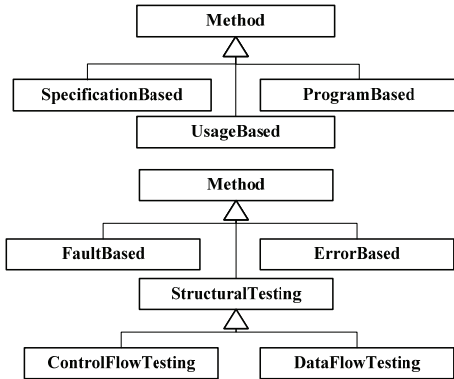 Method
SpecificationBased
ProgramBased
UsageBased
Method
FaultBased
ErrorBased
StructuralTesting
ControlFlowTesting
DataFlowTesting